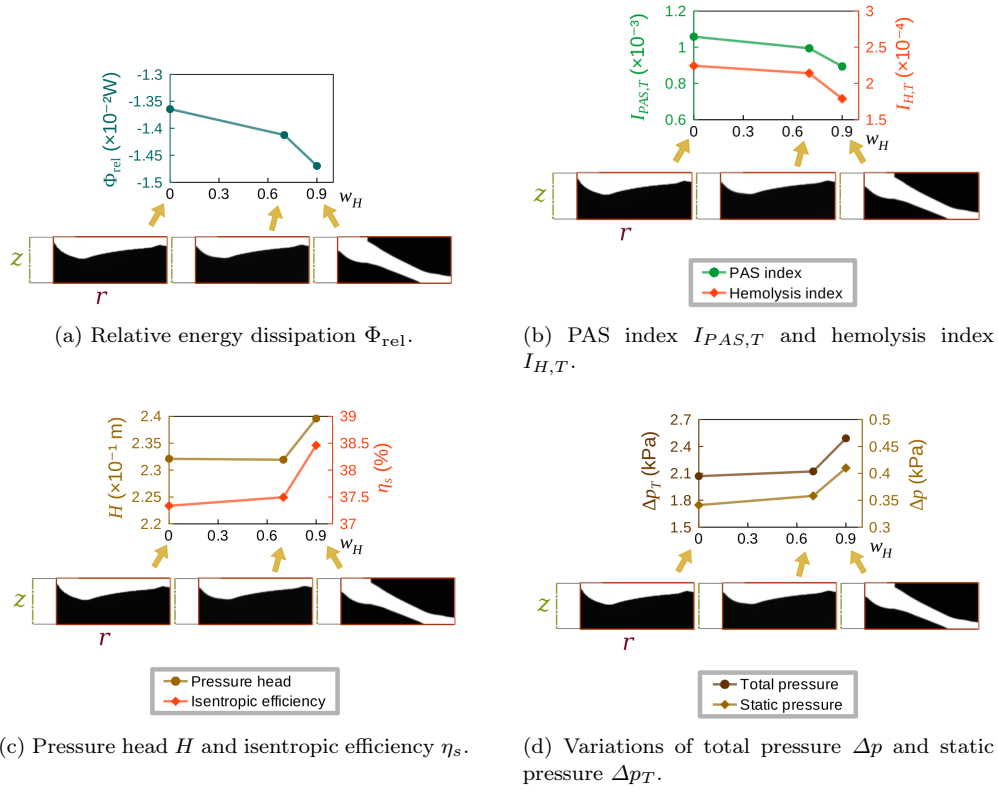 -1.3
-1.35
-1.4
-1.45
-1.5
Φrel (×10−2W)
0 0.3 0.6 0.9 wH
z
r
(a) Relative energy dissipation Φrel.
1.2
1
0.8
0.6
IPAS,T (×10−3)
3
2.5
2
1.5
IH,T (×10−4)
0 0.3 0.6 0.9 wH
z
r
PAS index
Hemolysis index
(b) PAS index IPAS,T and hemolysis index
IH,T.
2.4
2.35
2.3
2.25
2.2
H (×10−1 m)
39
38.5
38
37.5
37
ηs (%)
0 0.3 0.6 0.9 wH
z
r
Pressure head
Isentropic efficiency
(c) Pressure head H and isentropic efficiency ηs.
2.7
2.4
2.1
1.8
1.5
ΔpT (kPa)
0.5
0.45
0.4
0.35
0.3
Δp (kPa)
0 0.3 0.6 0.9 wH
z
r
Total pressure
Static pressure
(d) Variations of total pressure Δp and static
pressure ΔpT.